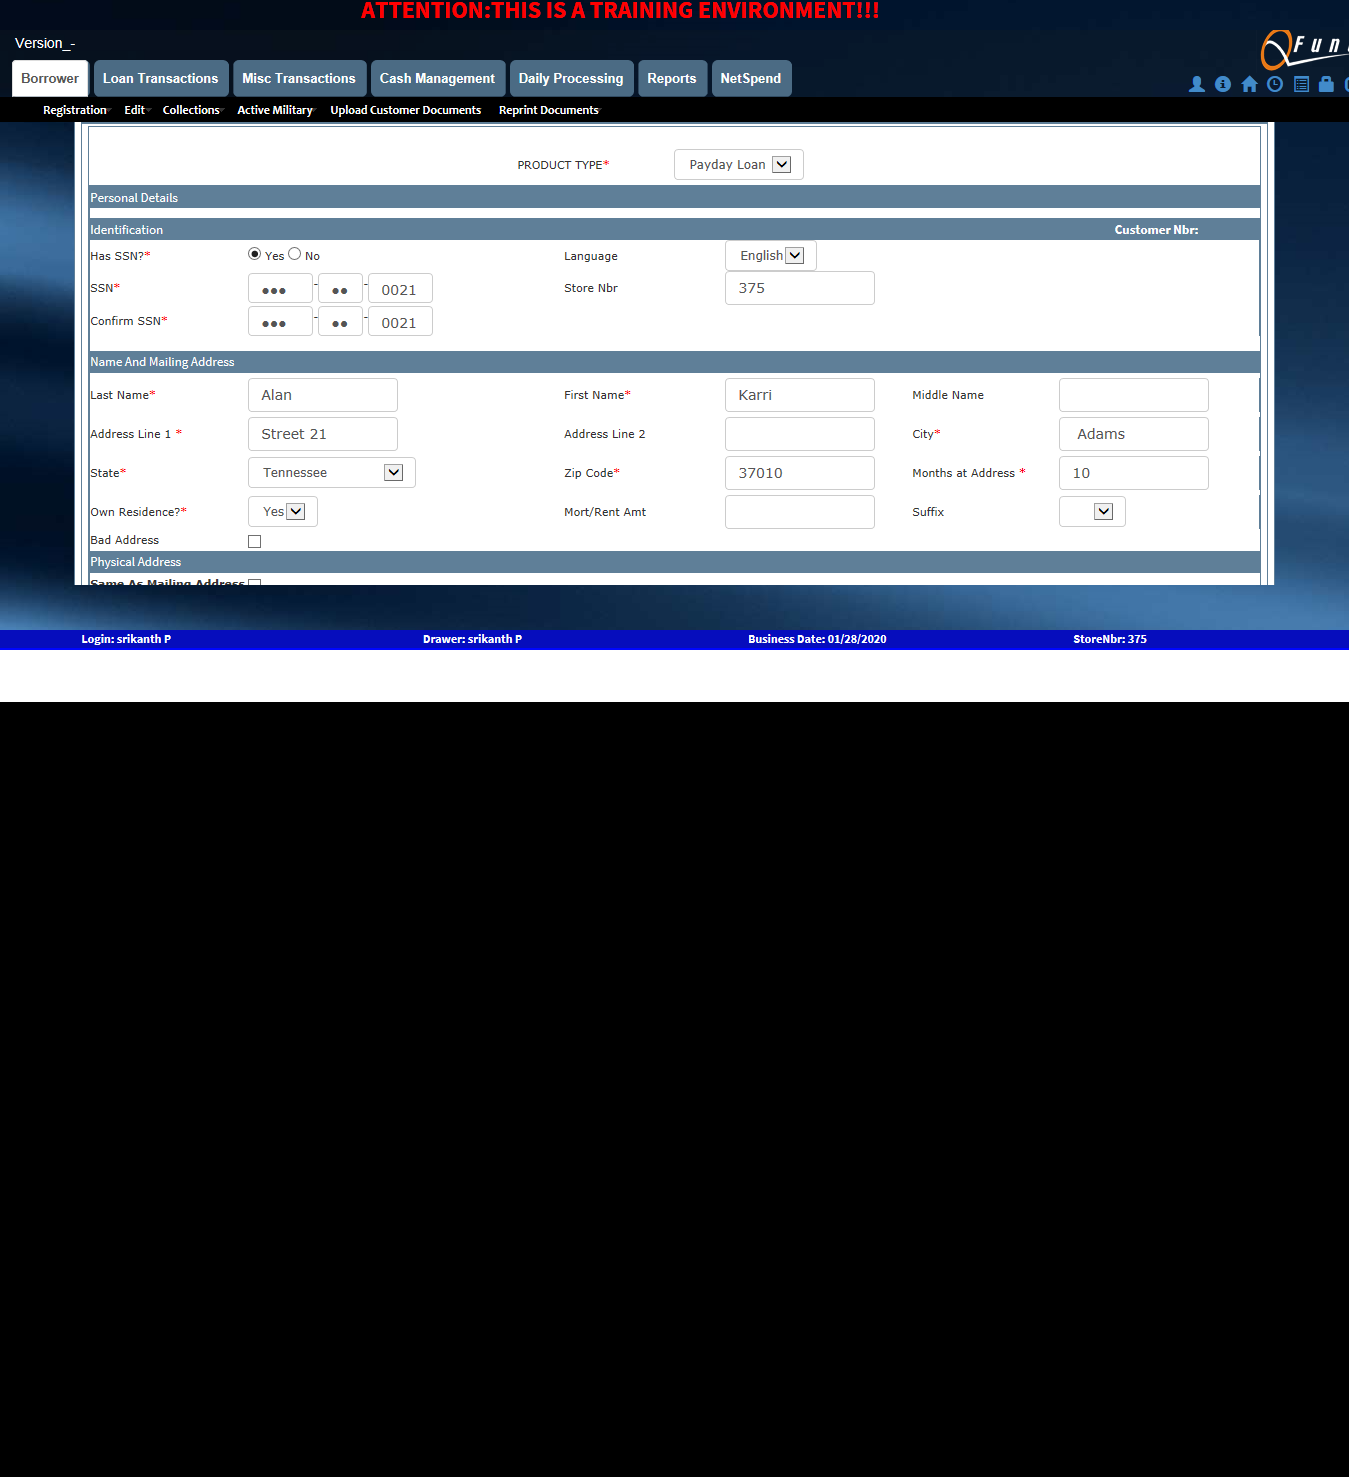 ATTENTION:THIS IS A TRAINING ENVIRONMENT!!!
Version_-
Borrower Loan Transactions Misc Transactions Cash Management Daily Processing Reports NetSpend
Registration Edit Collections Active Military Upload Customer Documents Reprint Documents
PRODUCT TYPE* Payday Loan
Personal Details
Identification Customer Nbr:
Has SSN?* Yes No Language English
SSN* ●●● - ●● - 0021 Store Nbr 375
Confirm SSN* ●●● - ●● - 0021
Name And Mailing Address
Last Name* Alan First Name* Karri Middle Name
Address Line 1 * Street 21 Address Line 2 City* Adams
State* Tennessee Zip Code* 37010 Months at Address * 10
Own Residence?* Yes Mort/Rent Amt Suffix
Bad Address
Physical Address
Same As Mailing Address
Login: srikanth P Drawer: srikanth P Business Date: 01/28/2020 StoreNbr: 375